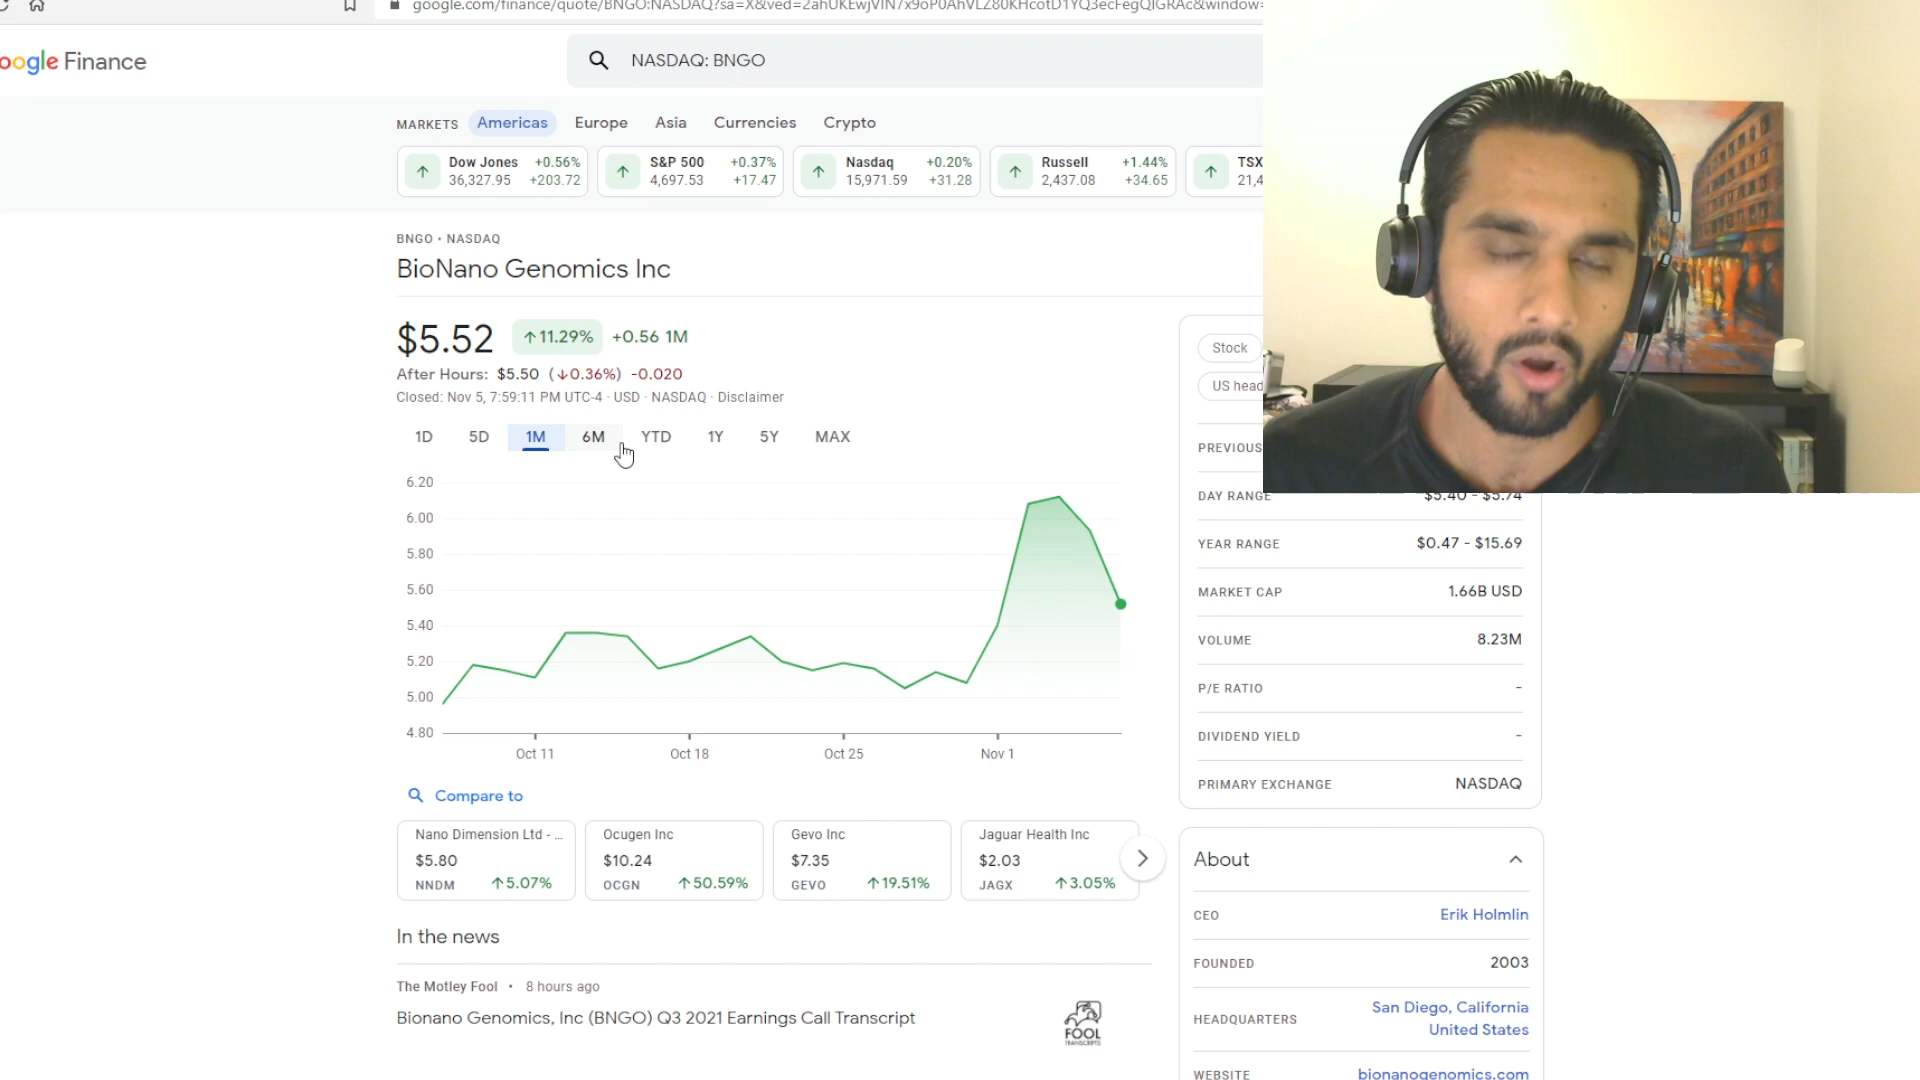 google.com/finance/quote/BNGO:NASDAQ?sa=X&ved=2ahUKEwjVlN7x9oP0AhVLZ80KHcotD1YQ3ecFegQIGRAc&window=
oogle Finance
NASDAQ: BNGO
MARKETS Americas Europe Asia Currencies Crypto
Dow Jones +0.56%
36,327.95 +203.72
S&P 500 +0.37%
4,697.53 +17.47
Nasdaq +0.20%
15,971.59 +31.28
Russell +1.44%
2,437.08 +34.65
TSX
21,4
BNGO • NASDAQ
BioNano Genomics Inc
$5.52 ↑11.29% +0.56 1M
After Hours: $5.50 (↓0.36%) -0.020
Closed: Nov 5, 7:59:11 PM UTC-4 · USD · NASDAQ · Disclaimer
1D 5D 1M 6M YTD 1Y 5Y MAX
6.20
6.00
5.80
5.60
5.40
5.20
5.00
4.80
Oct 11 Oct 18 Oct 25 Nov 1
Compare to
Nano Dimension Ltd - ...
$5.80
NNDM ↑5.07%
Ocugen Inc
$10.24
OCGN ↑50.59%
Gevo Inc
$7.35
GEVO ↑19.51%
Jaguar Health Inc
$2.03
JAGX ↑3.05%
In the news
The Motley Fool • 8 hours ago
Bionano Genomics, Inc (BNGO) Q3 2021 Earnings Call Transcript
FOOL
TRANSCRIPTS
Stock
US head
PREVIOUS
DAY RANGE $5.40 - $5.74
YEAR RANGE $0.47 - $15.69
MARKET CAP 1.66B USD
VOLUME 8.23M
P/E RATIO -
DIVIDEND YIELD -
PRIMARY EXCHANGE NASDAQ
About
CEO Erik Holmlin
FOUNDED 2003
HEADQUARTERS San Diego, California
United States
WEBSITE bionanogenomics.com